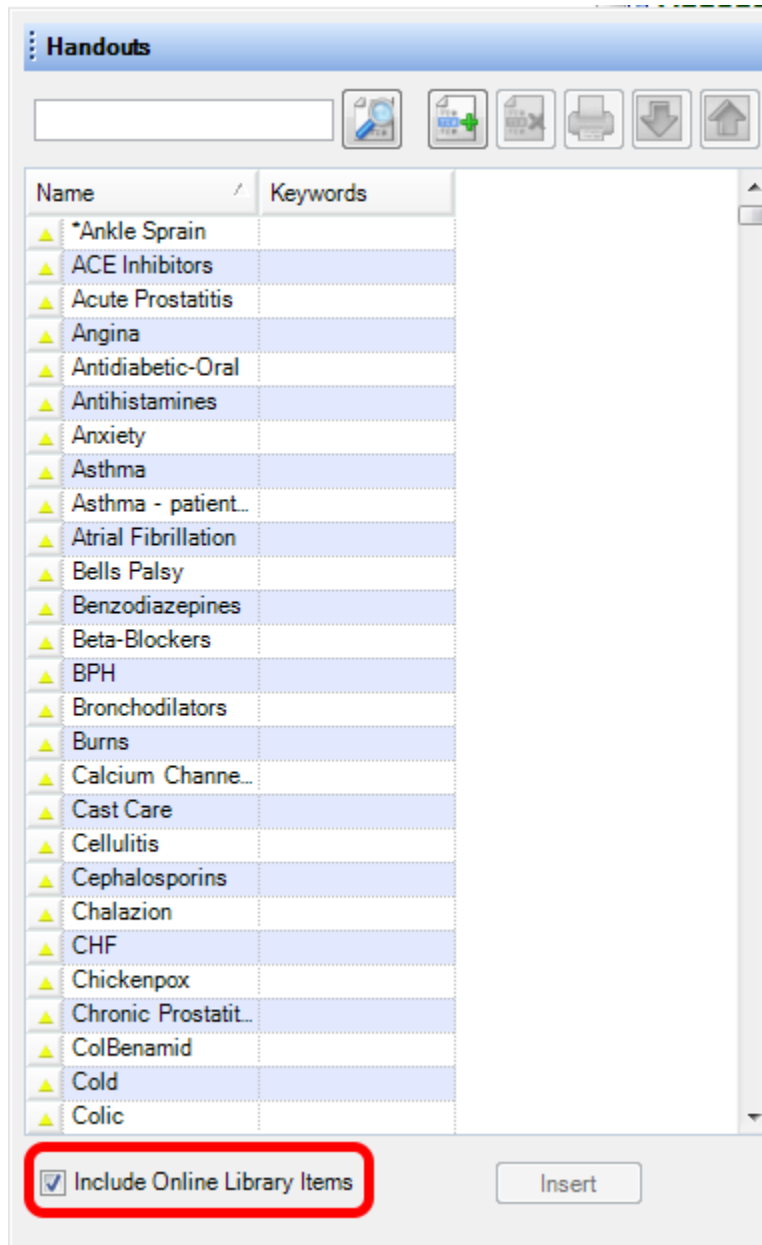 Handouts
Name Keywords
*Ankle Sprain
ACE Inhibitors
Acute Prostatitis
Angina
Antidiabetic-Oral
Antihistamines
Anxiety
Asthma
Asthma - patient...
Atrial Fibrillation
Bells Palsy
Benzodiazepines
Beta-Blockers
BPH
Bronchodilators
Burns
Calcium Channe...
Cast Care
Cellulitis
Cephalosporins
Chalazion
CHF
Chickenpox
Chronic Prostatit...
ColBenamid
Cold
Colic
Include Online Library Items Insert